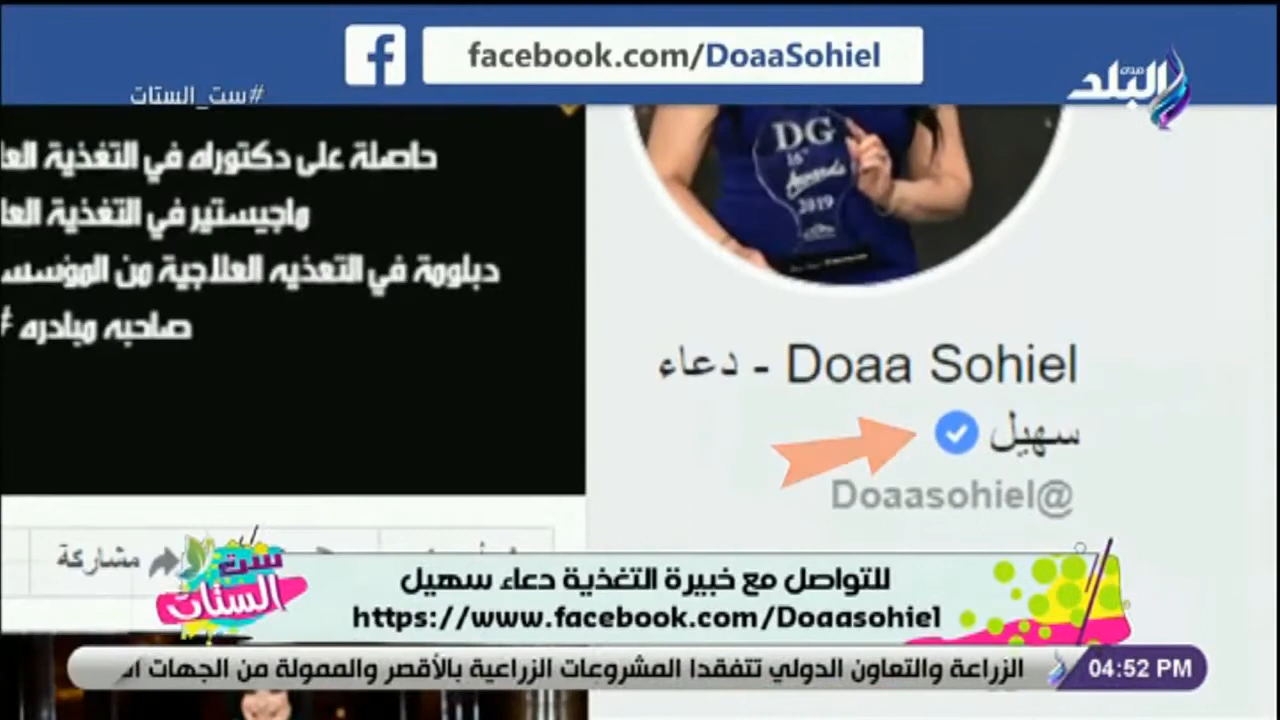 facebook.com/DoaaSohiel
#ست_الستات
صدى البلد
حاصلة على دكتوراه في التغذية
ماجيستير في التغذية
دبلومة في التعذيه العلاجية من
صاحبه مبادره #
DG
16th
Awards
2019
Doaa Sohiel - دعاء
سهيل
@Doaasohiel
مشاركة
ست
الستات
للتواصل مع خبيرة التغذية دعاء سهيل
https://www.facebook.com/Doaasohiel
الزراعة والتعاون الدولي تتفقدا المشروعات الزراعية بالأقصر والممولة من الجهات
04:52 PM